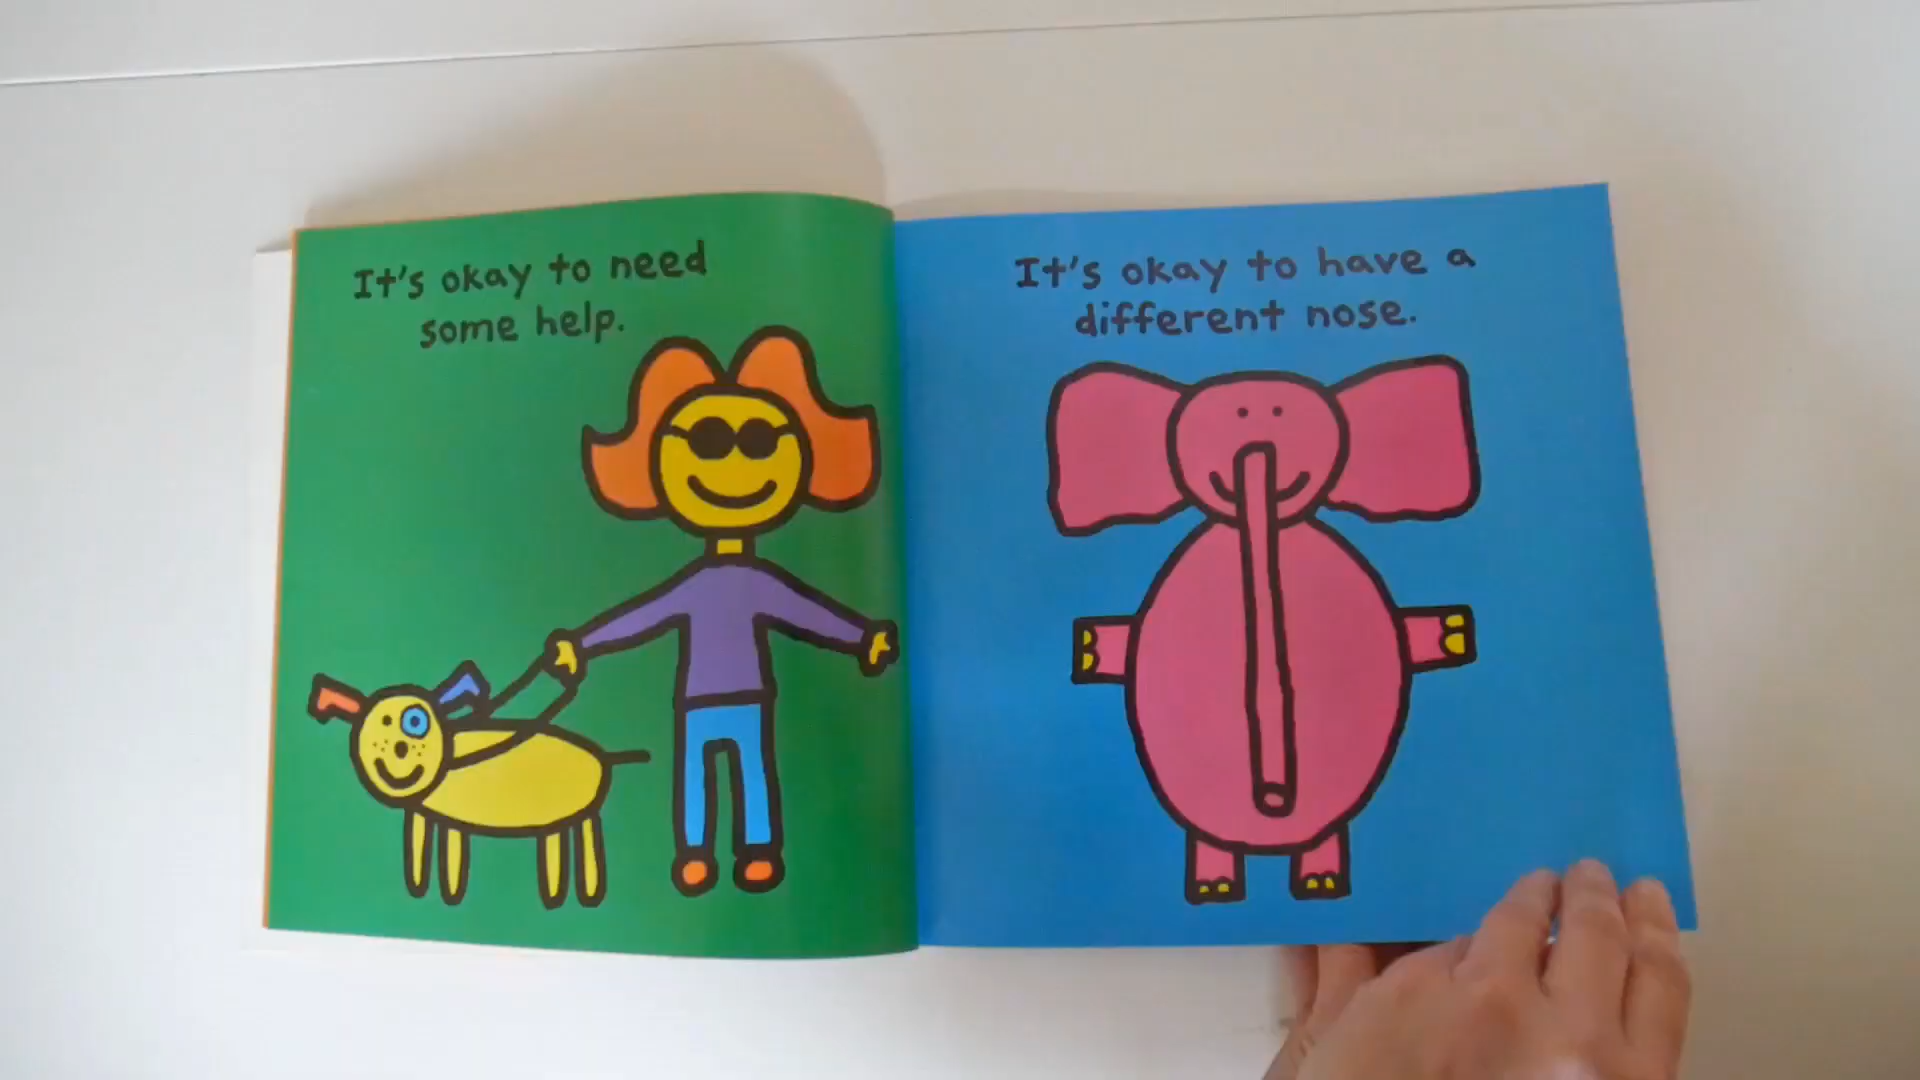 It's okay to need
some help.
It's okay to have a
different nose.